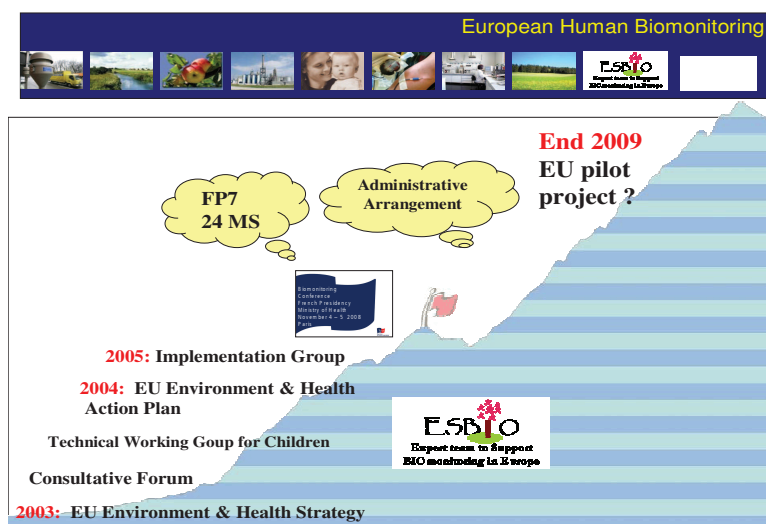 European Human Biomonitoring
ESBIO
Expert team to Support
BIOmonitoring in Europe
End 2009
EU pilot
project ?
FP7
24 MS
Administrative
Arrangement
Biomonitoring
Conference
French Presidency
Ministry of Health
November 4 – 5 2008
Paris
2005: Implementation Group
2004: EU Environment & Health
Action Plan
Technical Working Goup for Children
ESBIO
Expert team to Support
BIO monitoring in Europe
Consultative Forum
2003: EU Environment & Health Strategy